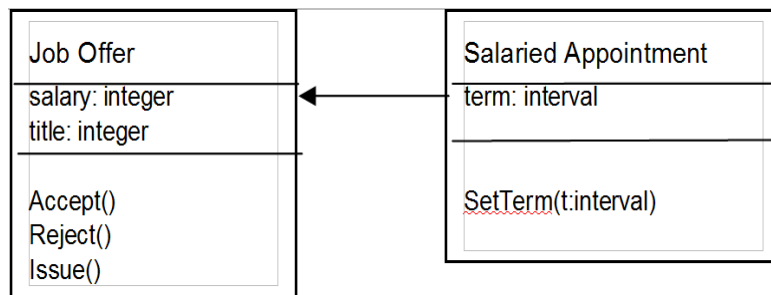 Job Offer
salary: integer
title: integer
Accept()
Reject()
Issue()
Salaried Appointment
term: interval
SetTerm(t:interval)